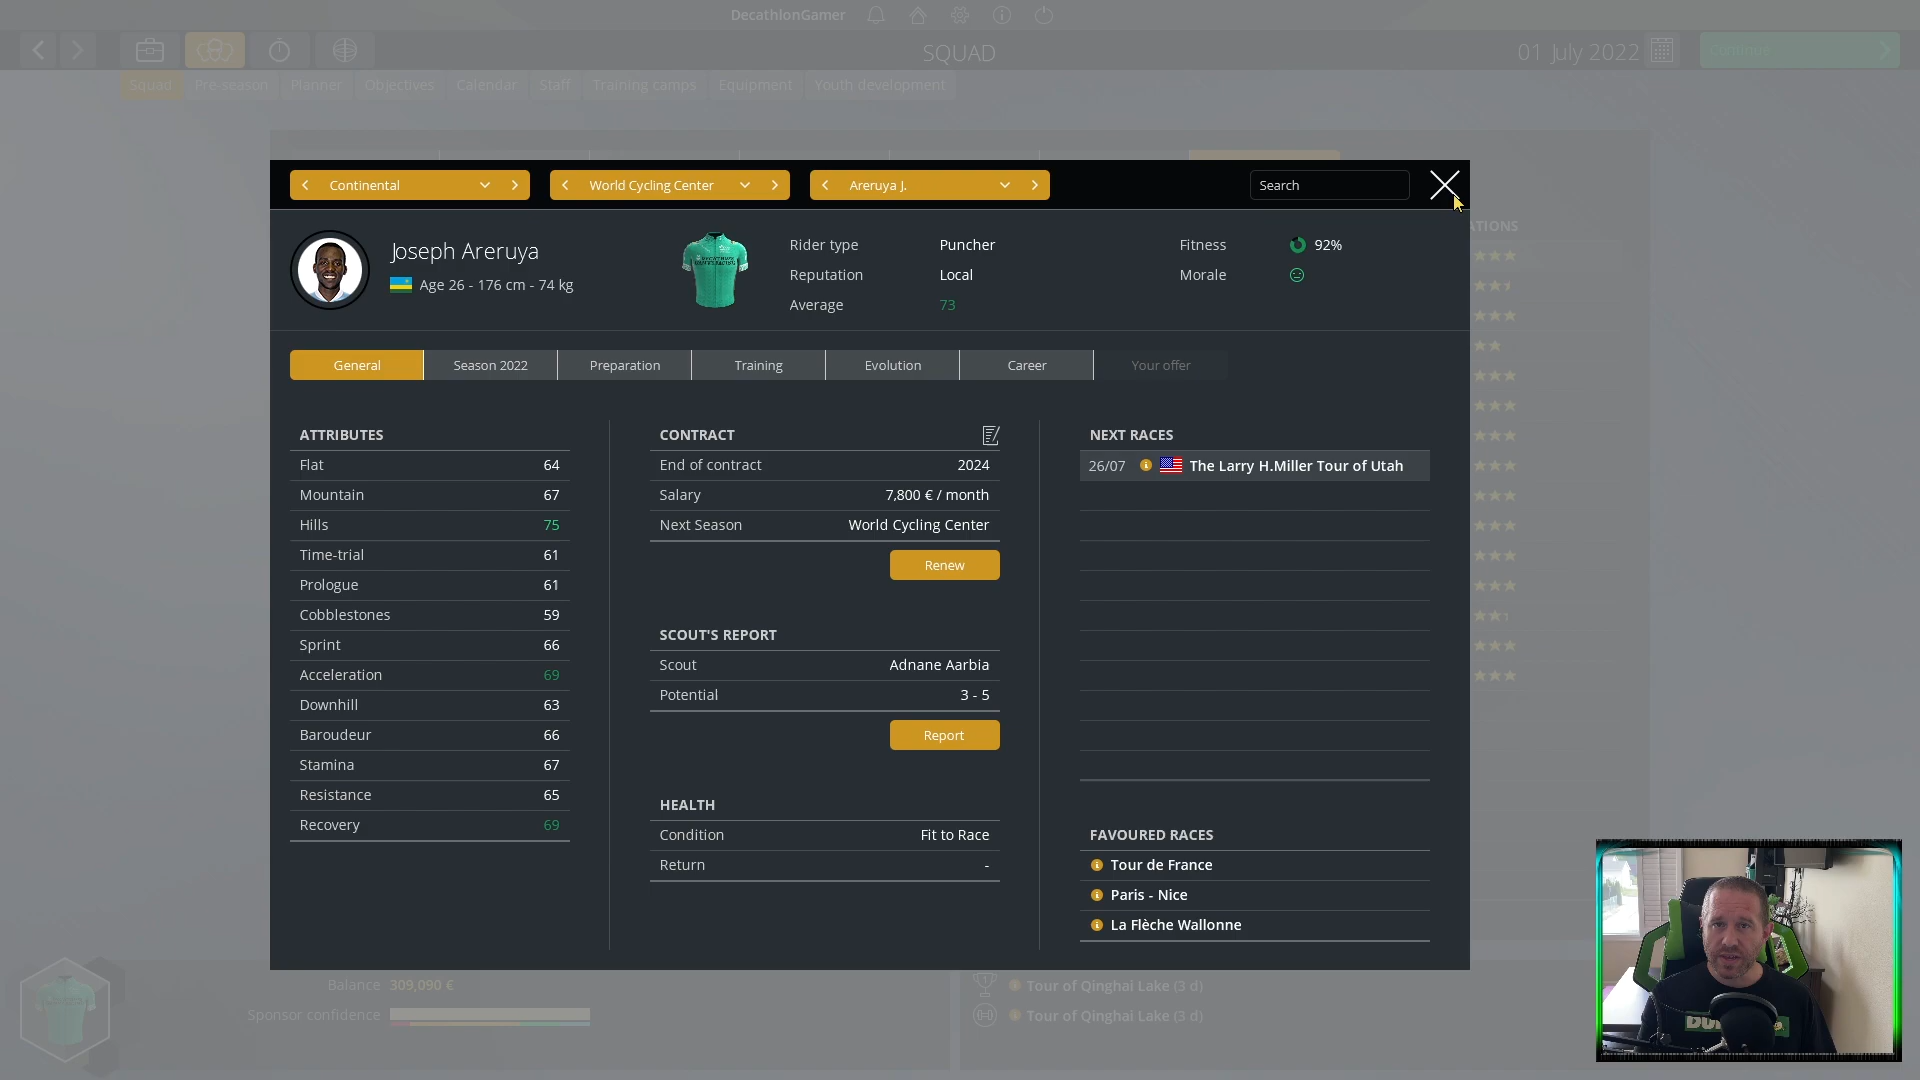 DecathlonGamer
SQUAD
01 July 2022
Continue
Squad
Pre-season
Planner
Objectives
Calendar
Staff
Training camps
Equipment
Youth development
Continental
World Cycling Center
Areruya J.
Search
Joseph Areruya
Age 26 - 176 cm - 74 kg
Rider type Puncher
Reputation Local
Average 73
Fitness 92%
Morale
General
Season 2022
Preparation
Training
Evolution
Career
Your offer
ATTRIBUTES
Flat 64
Mountain 67
Hills 75
Time-trial 61
Prologue 61
Cobblestones 59
Sprint 66
Acceleration 69
Downhill 63
Baroudeur 66
Stamina 67
Resistance 65
Recovery 69
CONTRACT
End of contract 2024
Salary 7,800 € / month
Next Season World Cycling Center
Renew
SCOUT'S REPORT
Scout Adnane Aarbia
Potential 3 - 5
Report
HEALTH
Condition Fit to Race
Return -
NEXT RACES
26/07 The Larry H.Miller Tour of Utah
FAVOURED RACES
Tour de France
Paris - Nice
La Flèche Wallonne
Balance 309,090 €
Sponsor confidence
Tour of Qinghai Lake (3 d)
Tour of Qinghai Lake (3 d)